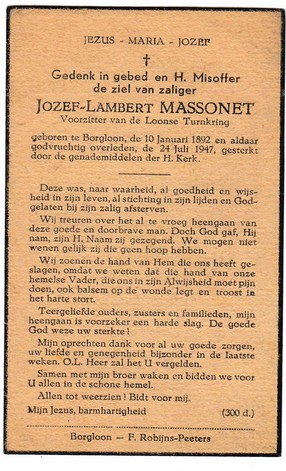 JEZUS - MARIA - JOZEF
Gedenk in gebed en H. Misoffer
de ziel van zaliger
JOZEF-LAMBERT MASSONET
Voorzitter van de Loonse Turnkring
geboren te Borgloon, de 10 Januari 1892 en aldaar
godvruchtig overleden, de 24 Juli 1947, gesterkt
door de genademiddelen der H. Kerk.
Deze was, naar waarheid, al goedheid en wijs-
heid in zijn leven, al stichting in zijn lijden en God-
gelaten bij zijn zalig afsterven.
Wij treuren over het al te vroeg heengaan van
deze goede en doorbrave man. Doch God gaf, Hij
nam, zijn H. Naam zij gezegend. We mogen niet
wenen gelijk zij die geen hoop hebben.
Wij zoenen de hand van Hem die ons heeft ge-
slagen, omdat we weten dat die hand van onze
hemelse Vader, die ons in zijn Alwijsheid moet pijn
doen, ook balsem op de wonde legt en troost in
het harte stort.
Teergeliefde ouders, zusters en familieden, mijn
heengaan is voorzeker een harde slag. De goede
God weze uw sterkte!
Mijn oprechten dank voor al uw goede zorgen,
uw liefde en genegenheid bijzonder in de laatste
weken. O.L. Heer zal het U vergelden.
Samen met mijn broer waken en bidden we voor
U allen in de schone hemel.
Allen tot weerziën! Bidt voor mij.
Mijn Jezus, barmhartigheid (300 d.)
Borgloon — F. Robijns-Peeters